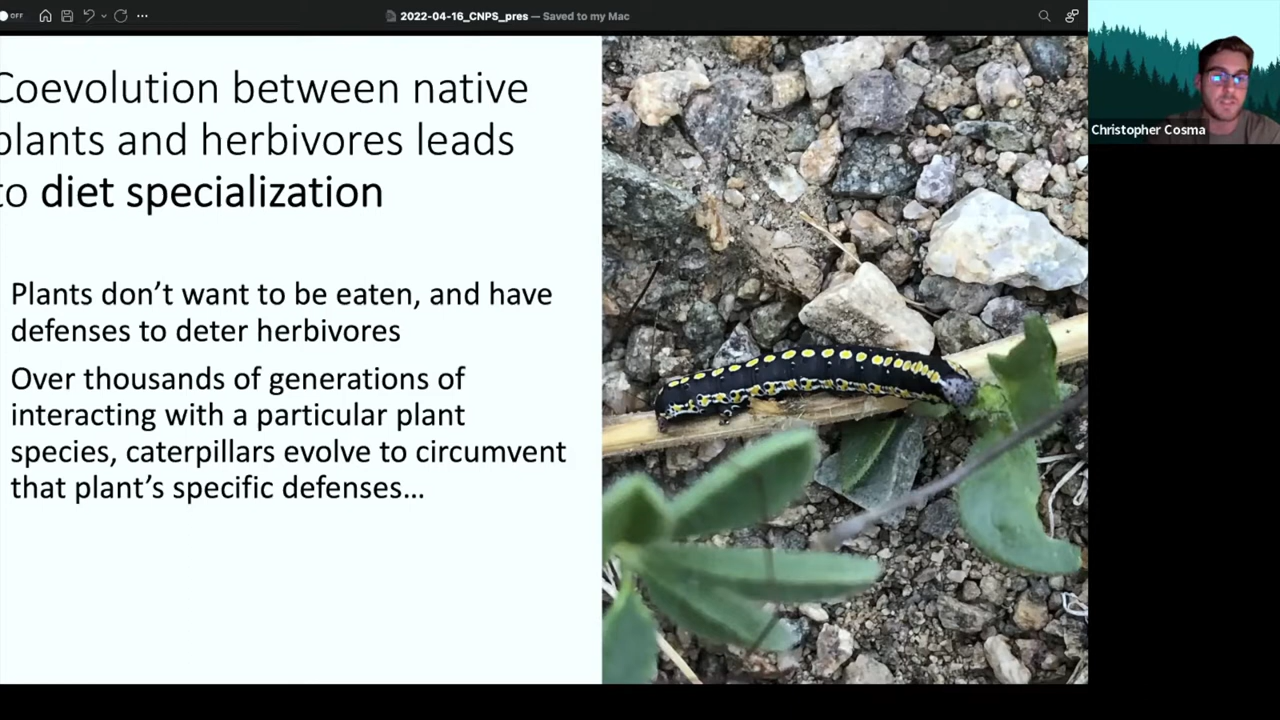 OFF
2022-04-16_CNPS_pres — Saved to my Mac
Christopher Cosma
Coevolution between native
plants and herbivores leads
to diet specialization
Plants don’t want to be eaten, and have
defenses to deter herbivores
Over thousands of generations of
interacting with a particular plant
species, caterpillars evolve to circumvent
that plant’s specific defenses…